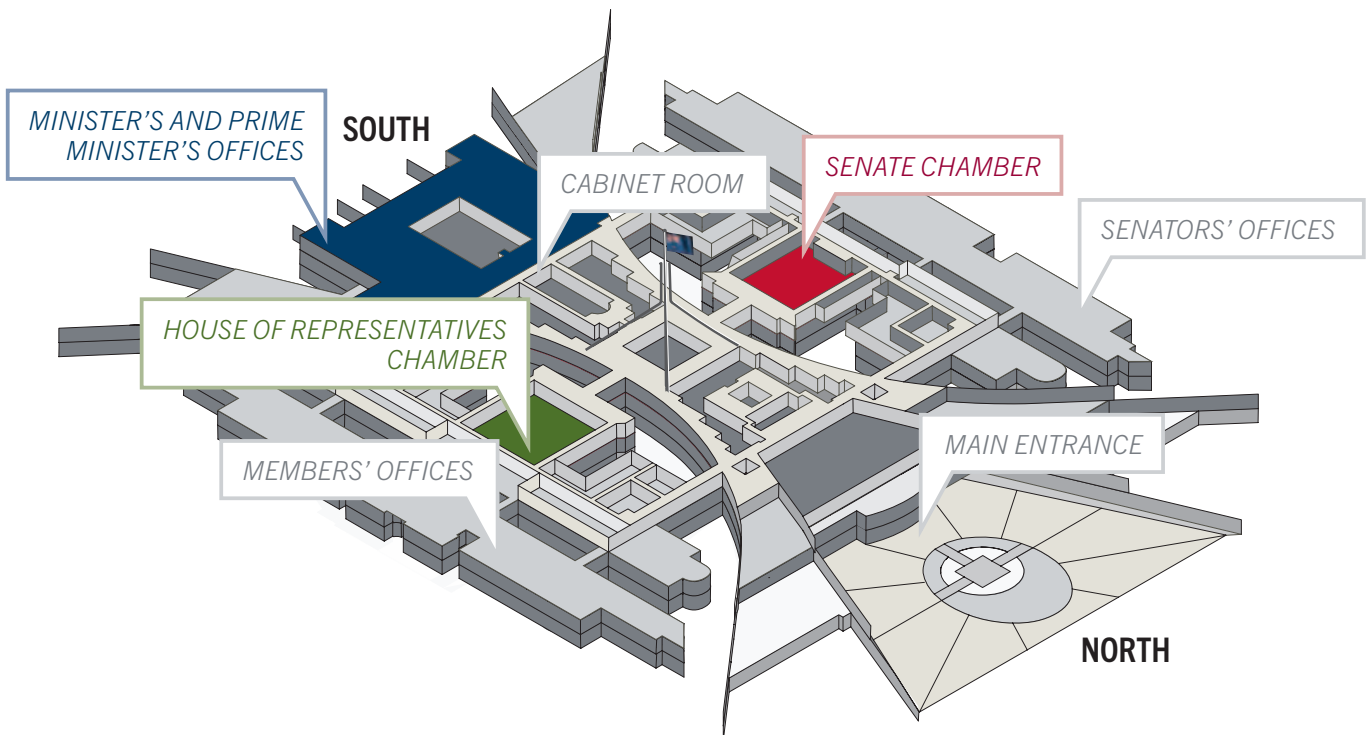 MINISTER'S AND PRIME
MINISTER'S OFFICES
SOUTH
CABINET ROOM
SENATE CHAMBER
SENATORS' OFFICES
HOUSE OF REPRESENTATIVES
CHAMBER
MEMBERS' OFFICES
MAIN ENTRANCE
NORTH